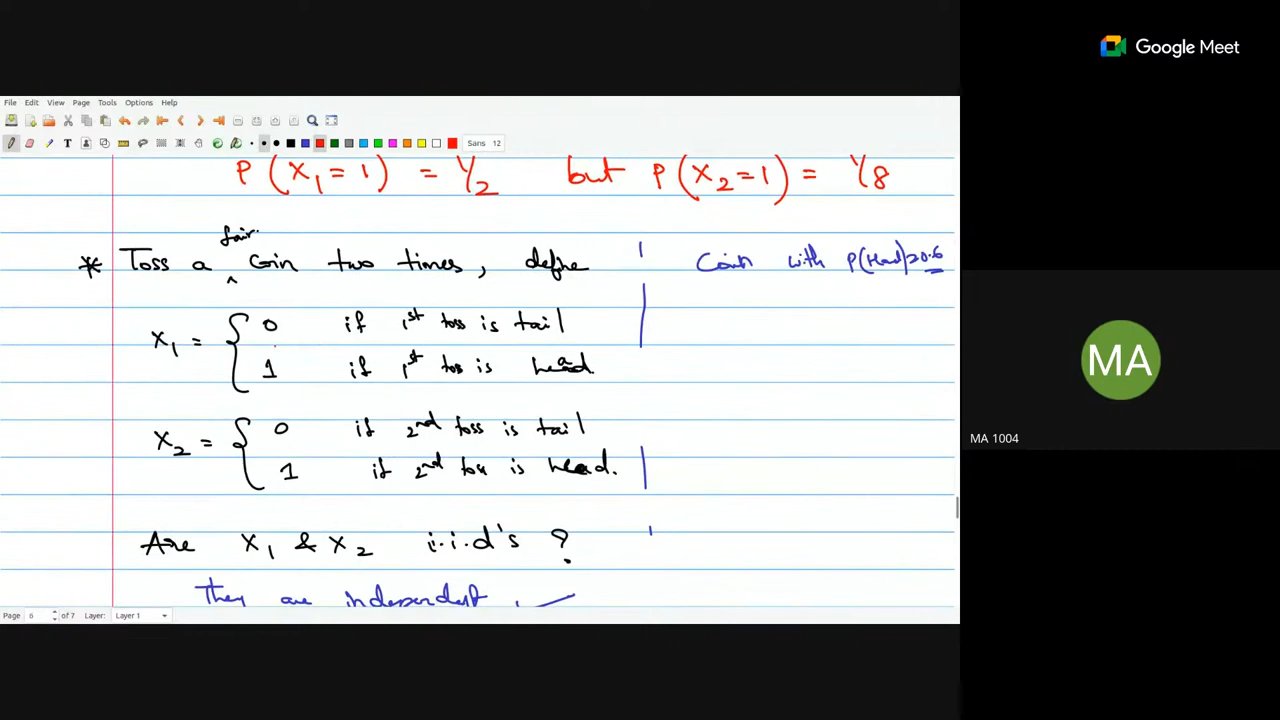 Google Meet
File Edit View Page Tools Options Help
Sans 12
P(X₁=1) = 1/2 but P(X₂=1) = 1/8
fair
* Toss a ^ Coin two times, define
Coin with P(Head)=0.6
X₁ = { 0 if 1st toss is tail
1 if 1st toss is head.
X₂ = { 0 if 2nd toss is tail
1 if 2nd toss is head.
Are X₁ & X₂ i.i.d's ?
They are independent
MA
MA 1004
Page 6 of 7 Layer: Layer 1